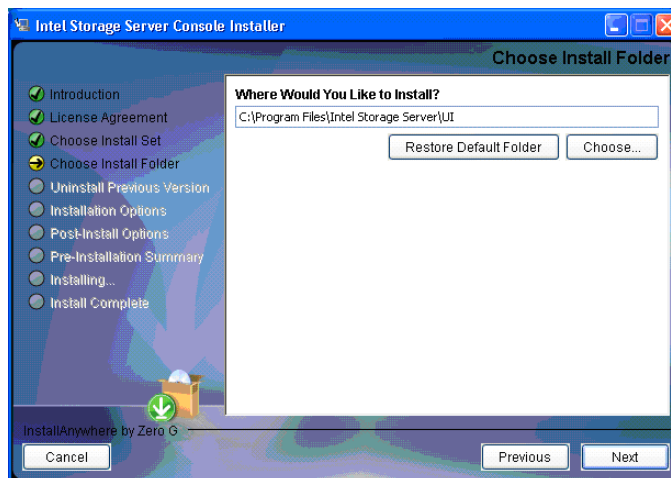 Intel Storage Server Console Installer
Choose Install Folder
Introduction
License Agreement
Choose Install Set
Choose Install Folder
Uninstall Previous Version
Installation Options
Post-Install Options
Pre-Installation Summary
Installing...
Install Complete
Where Would You Like to Install?
C:\Program Files\Intel Storage Server\UI
Restore Default Folder
Choose...
InstallAnywhere by Zero G
Cancel
Previous
Next